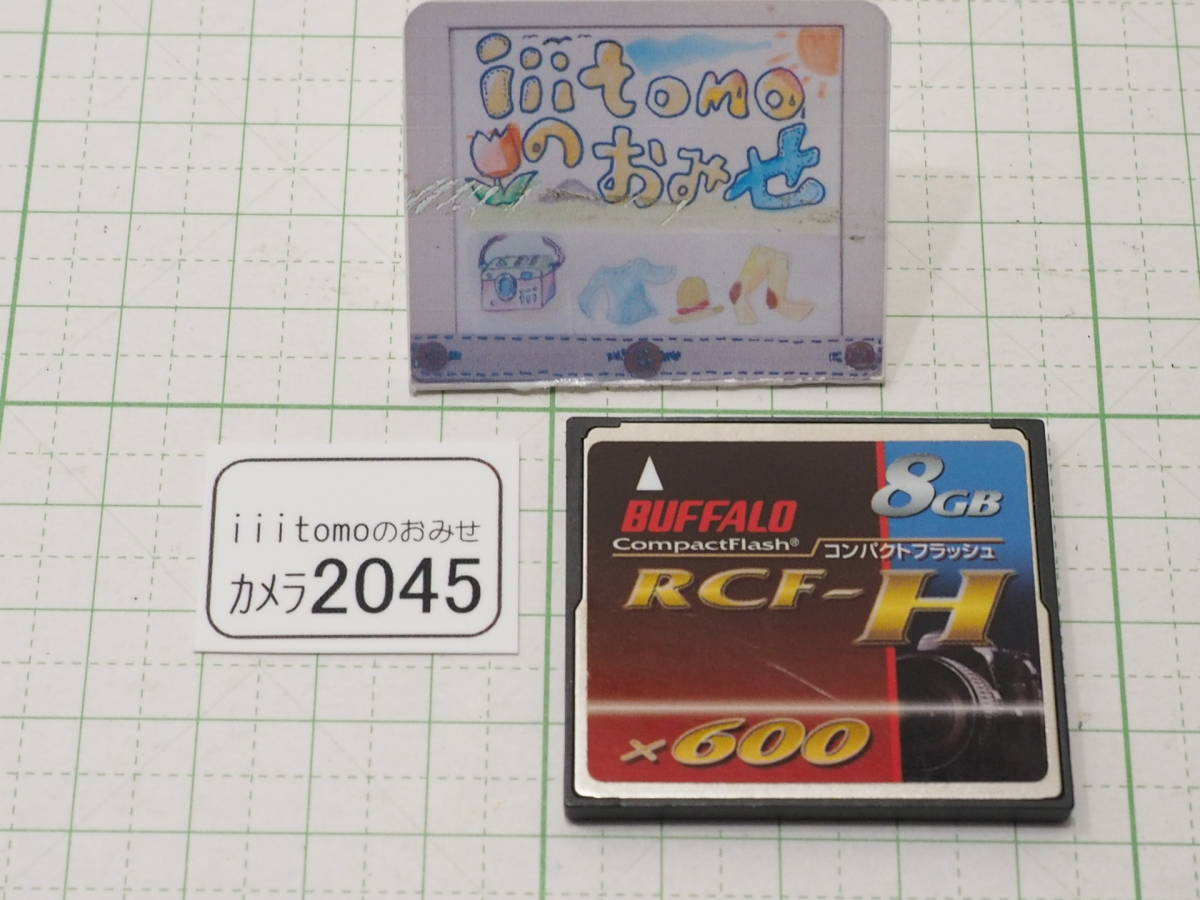 iiitomo
のおみせ
iiitomoのおみせ
カメラ2045
8GB
BUFFALO
CompactFlash® コンパクトフラッシュ
RCF-H
×600